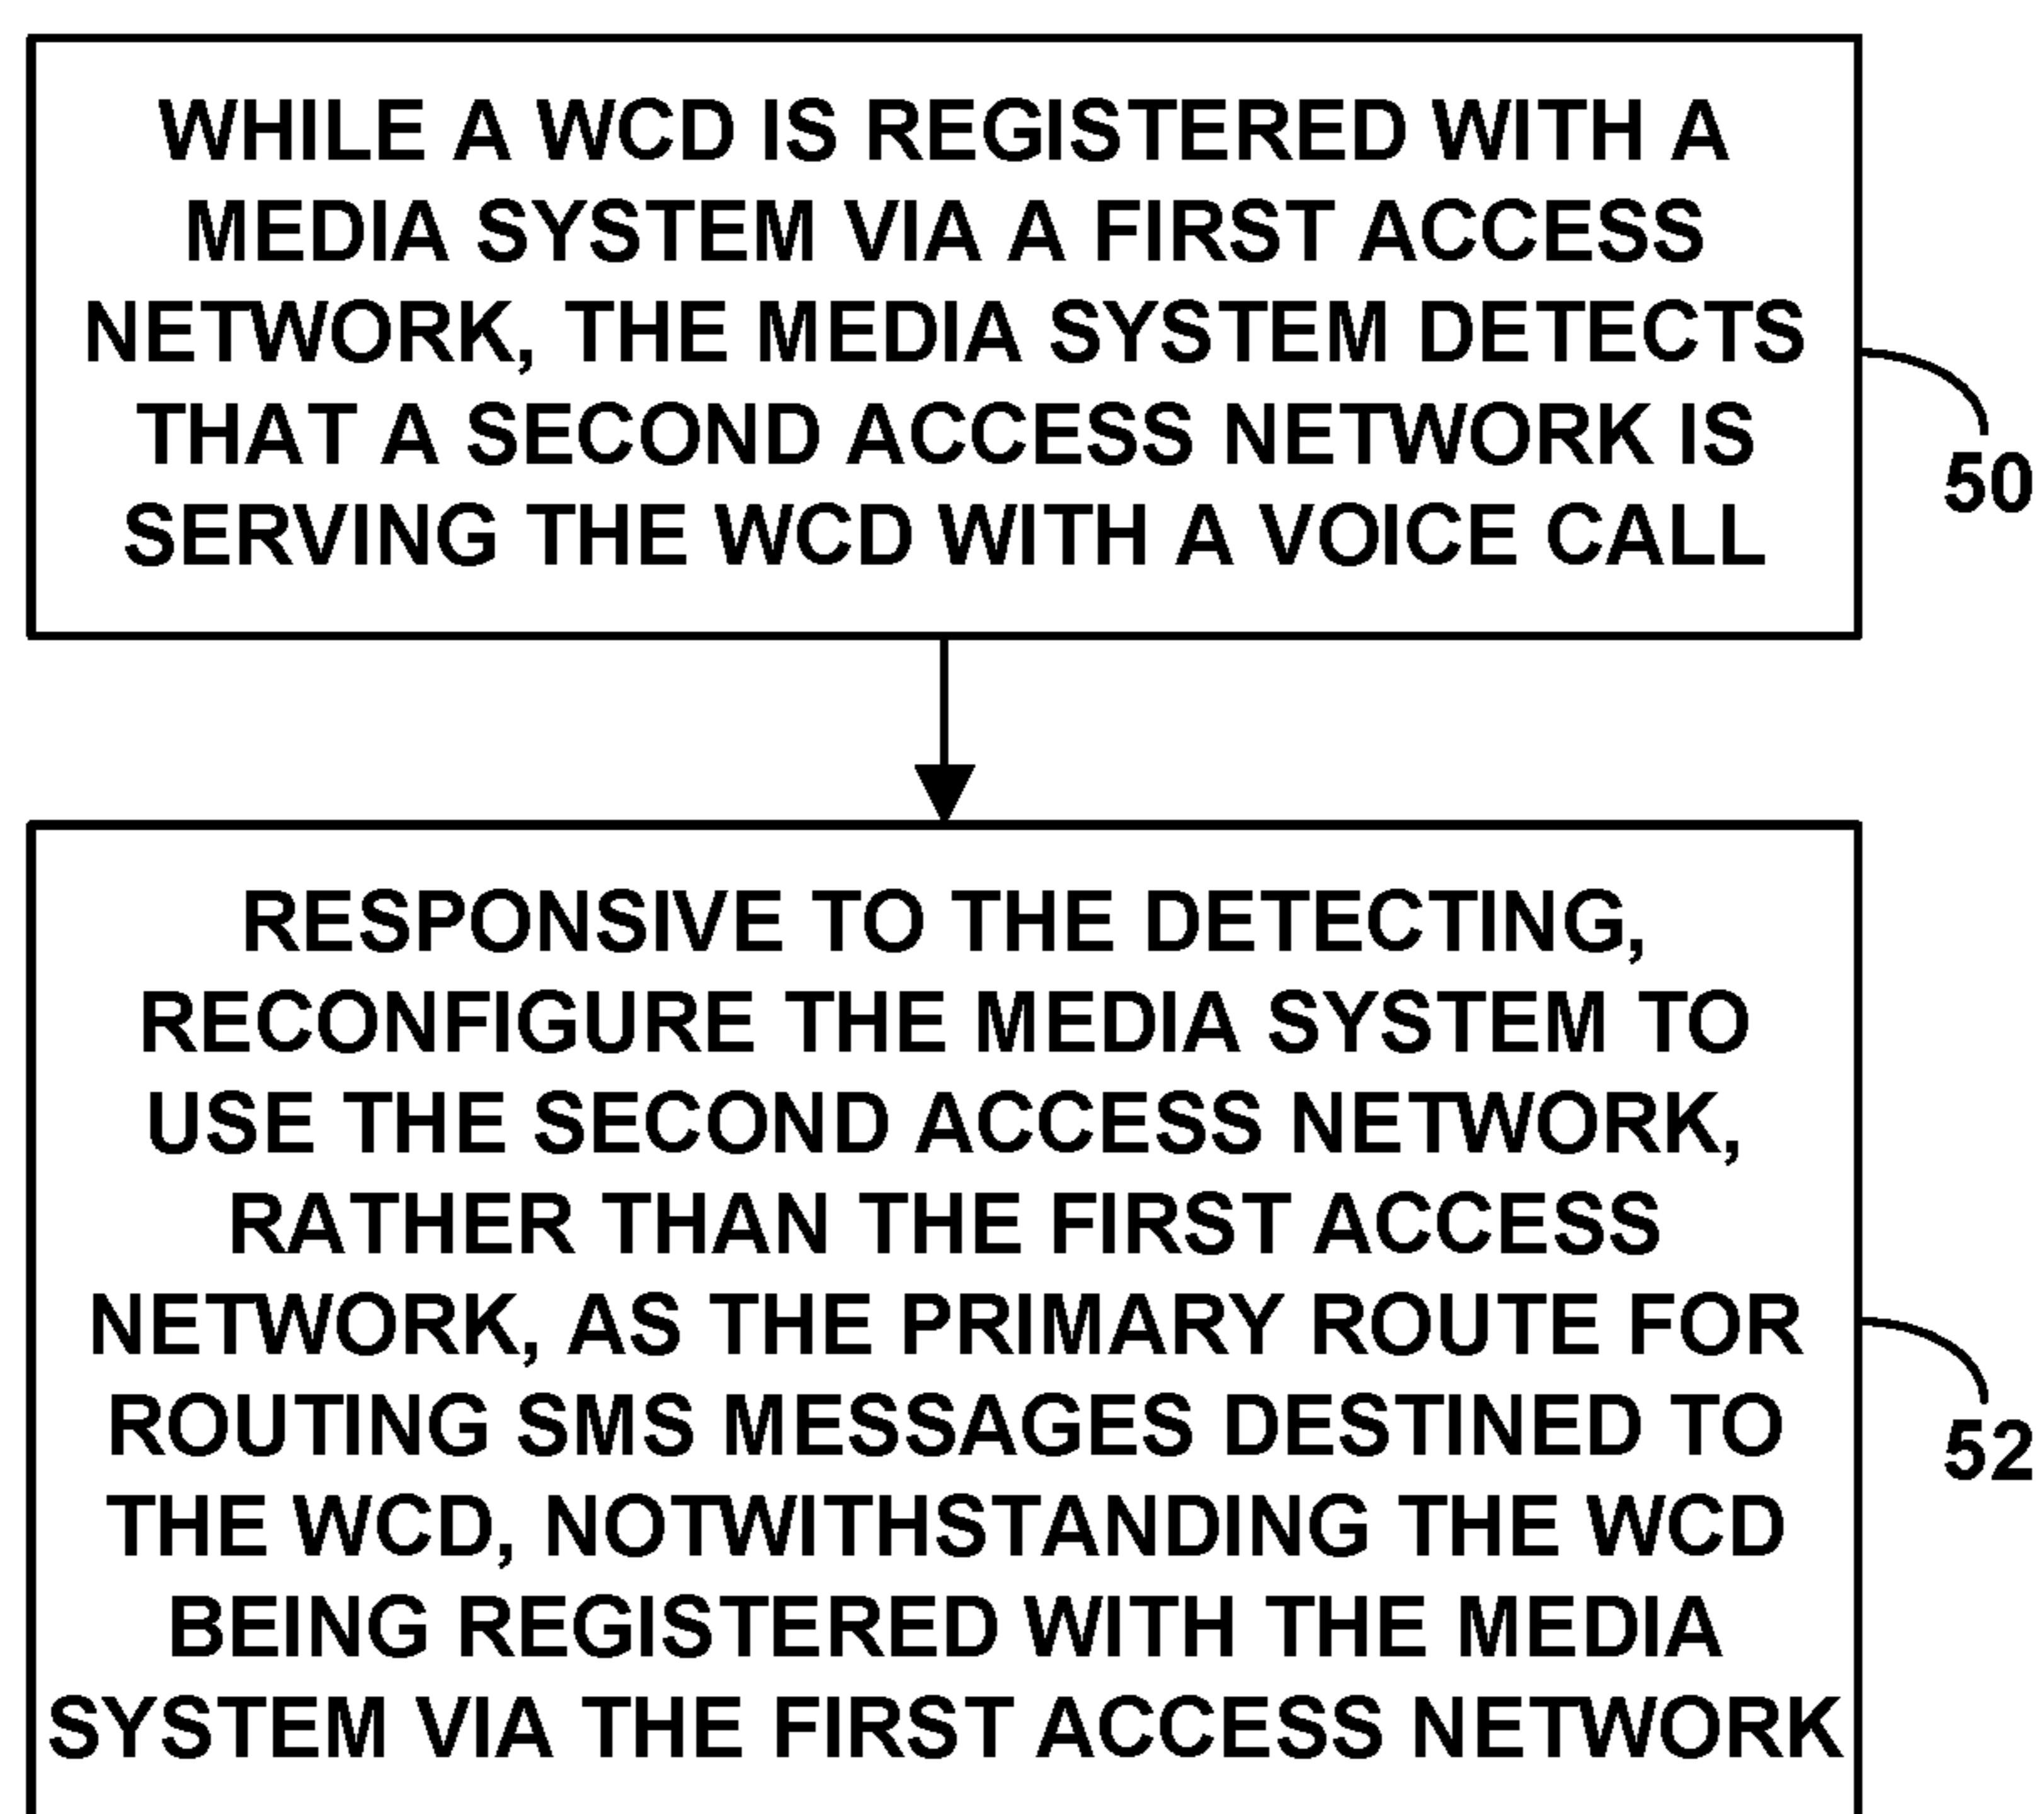 WHILE A WCD IS REGISTERED WITH A
MEDIA SYSTEM VIA A FIRST ACCESS
NETWORK, THE MEDIA SYSTEM DETECTS
THAT A SECOND ACCESS NETWORK IS
SERVING THE WCD WITH A VOICE CALL
50
RESPONSIVE TO THE DETECTING,
RECONFIGURE THE MEDIA SYSTEM TO
USE THE SECOND ACCESS NETWORK,
RATHER THAN THE FIRST ACCESS
NETWORK, AS THE PRIMARY ROUTE FOR
ROUTING SMS MESSAGES DESTINED TO
THE WCD, NOTWITHSTANDING THE WCD
BEING REGISTERED WITH THE MEDIA
SYSTEM VIA THE FIRST ACCESS NETWORK
52